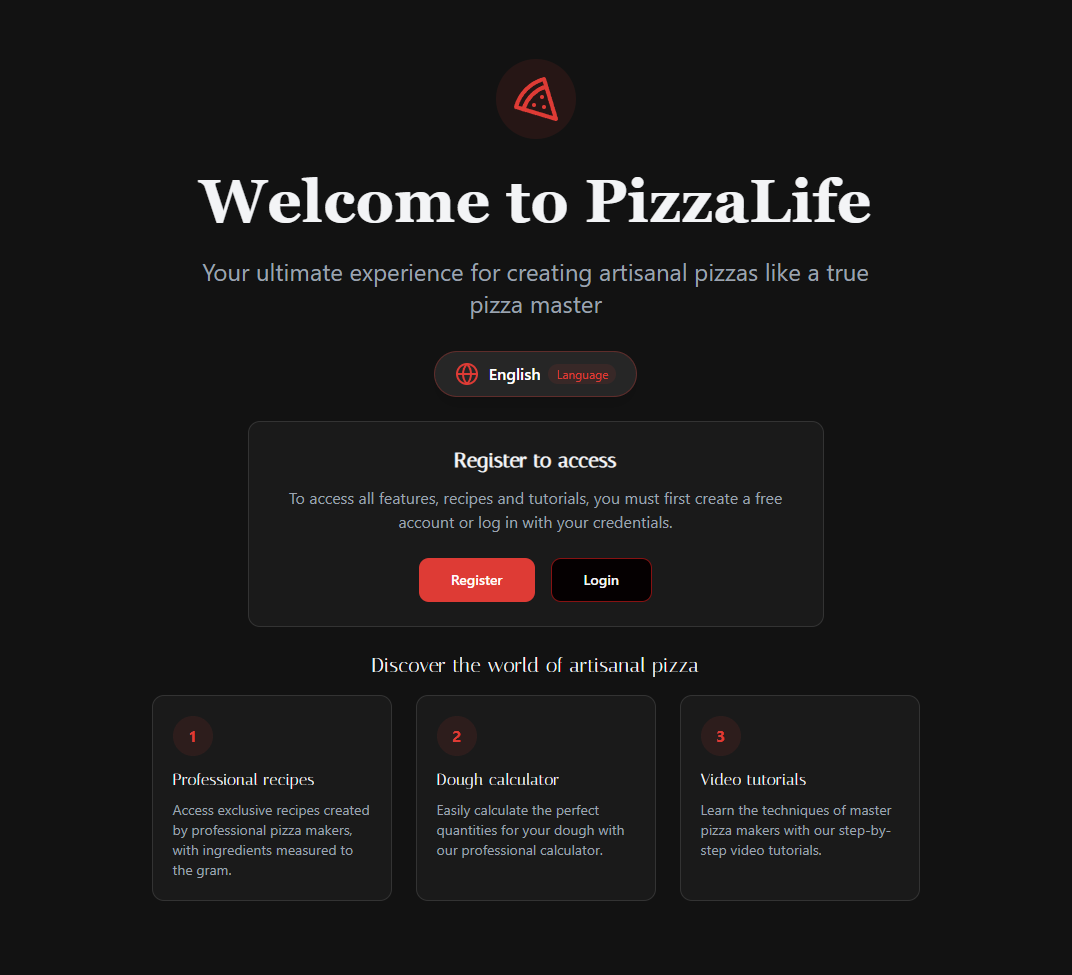 Welcome to PizzaLife
Your ultimate experience for creating artisanal pizzas like a true
pizza master
English Language
Register to access
To access all features, recipes and tutorials, you must first create a free
account or log in with your credentials.
Register Login
Discover the world of artisanal pizza
1
Professional recipes
Access exclusive recipes created
by professional pizza makers,
with ingredients measured to
the gram.
2
Dough calculator
Easily calculate the perfect
quantities for your dough with
our professional calculator.
3
Video tutorials
Learn the techniques of master
pizza makers with our step-by-
step video tutorials.